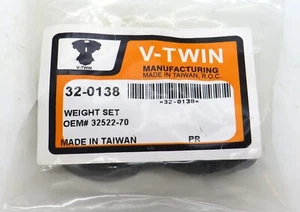 V-TWIN
MANUFACTURING
MADE IN TAIWAN, R.O.C.
V-TWIN
32-0138
*32-0138*
WEIGHT SET
OEM# 32522-70
MADE IN TAIWAN PR